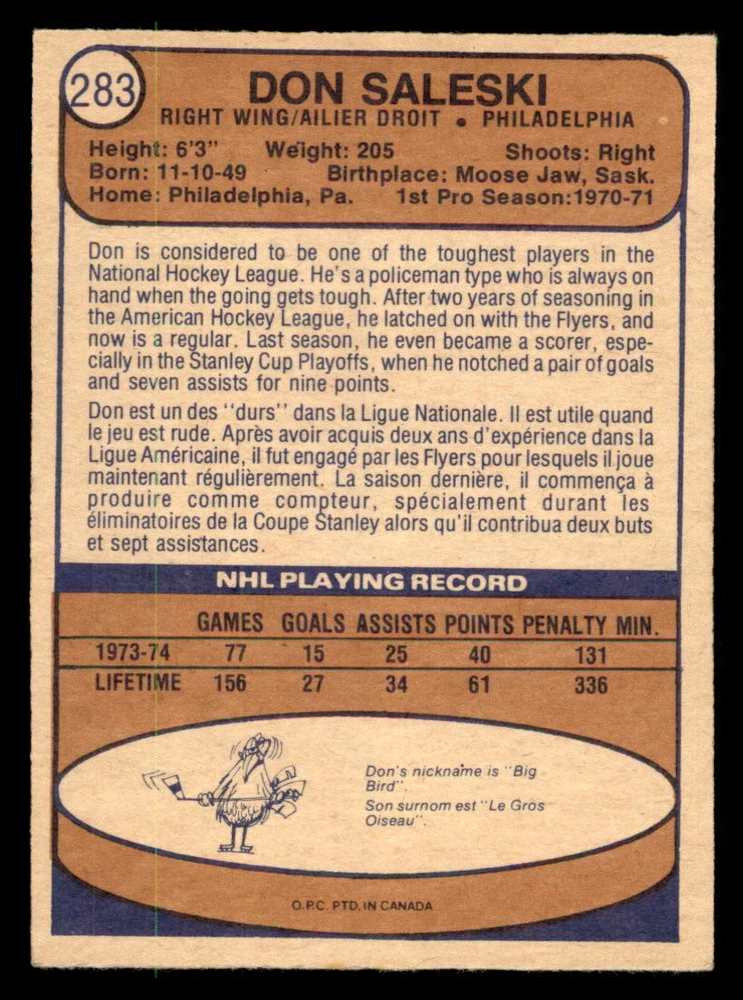 283
DON SALESKI
RIGHT WING/AILIER DROIT • PHILADELPHIA
Height: 6'3" Weight: 205 Shoots: Right
Born: 11-10-49 Birthplace: Moose Jaw, Sask.
Home: Philadelphia, Pa. 1st Pro Season:1970-71
Don is considered to be one of the toughest players in the
National Hockey League. He's a policeman type who is always on
hand when the going gets tough. After two years of seasoning in
the American Hockey League, he latched on with the Flyers, and
now is a regular. Last season, he even became a scorer, espe-
cially in the Stanley Cup Playoffs, when he notched a pair of goals
and seven assists for nine points.
Don est un des "durs" dans la Ligue Nationale. Il est utile quand
le jeu est rude. Après avoir acquis deux ans d'expérience dans la
Ligue Américaine, il fut engagé par les Flyers pour lesquels il joue
maintenant régulièrement. La saison dernière, il commença à
produire comme compteur, spécialement durant les
éliminatoires de la Coupe Stanley alors qu'il contribua deux buts
et sept assistances.
NHL PLAYING RECORD
GAMES GOALS ASSISTS POINTS PENALTY MIN.
1973-74 77 15 25 40 131
LIFETIME 156 27 34 61 336
Don's nickname is "Big
Bird".
Son surnom est "Le Gros
Oiseau".
O.P.C. PTD. IN CANADA